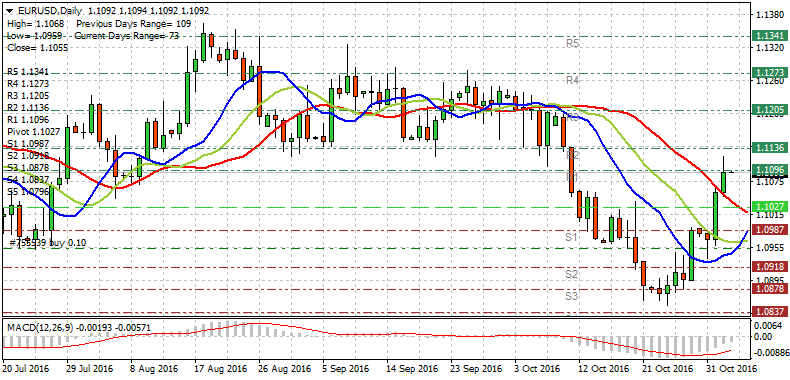 EURUSD,Daily 1.1092 1.1094 1.1092 1.1092
High= 1.1068 Previous Days Range= 109
Low= 1.0959 Current Days Range= 73
Close= 1.1055
R5 1.1341
R4 1.1273
R3 1.1205
R2 1.1136
R1 1.1096
Pivot 1.1027
S1 1.0987
S2 1.0918
S3 1.0878
S4 1.0837
S5 1.0796
#758539 buy 0.10
R5
R4
R3
R2
R1
S1
S2
S3
1.1380
1.1341
1.1320
1.1273
1.1260
1.1205
1.1136
1.1096
1.1075
1.1027
1.1015
1.0987
1.0955
1.0918
1.0895
1.0878
1.0837
MACD(12,26,9) -0.00193 -0.00571
0.0064
0.00
-0.00886
20 Jul 2016 29 Jul 2016 8 Aug 2016 17 Aug 2016 26 Aug 2016 5 Sep 2016 14 Sep 2016 23 Sep 2016 3 Oct 2016 12 Oct 2016 21 Oct 2016 31 Oct 2016